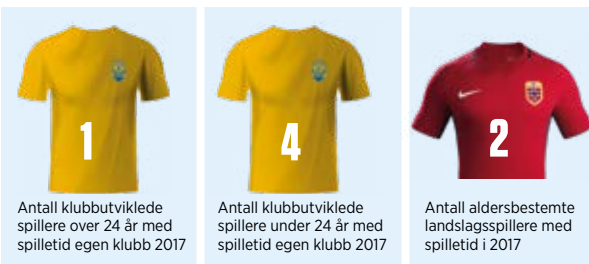 1
Antall klubbutviklede
spillere over 24 år med
spilletid egen klubb 2017
4
Antall klubbutviklede
spillere under 24 år med
spilletid egen klubb 2017
2
Antall aldersbestemte
landslagsspillere med
spilletid i 2017